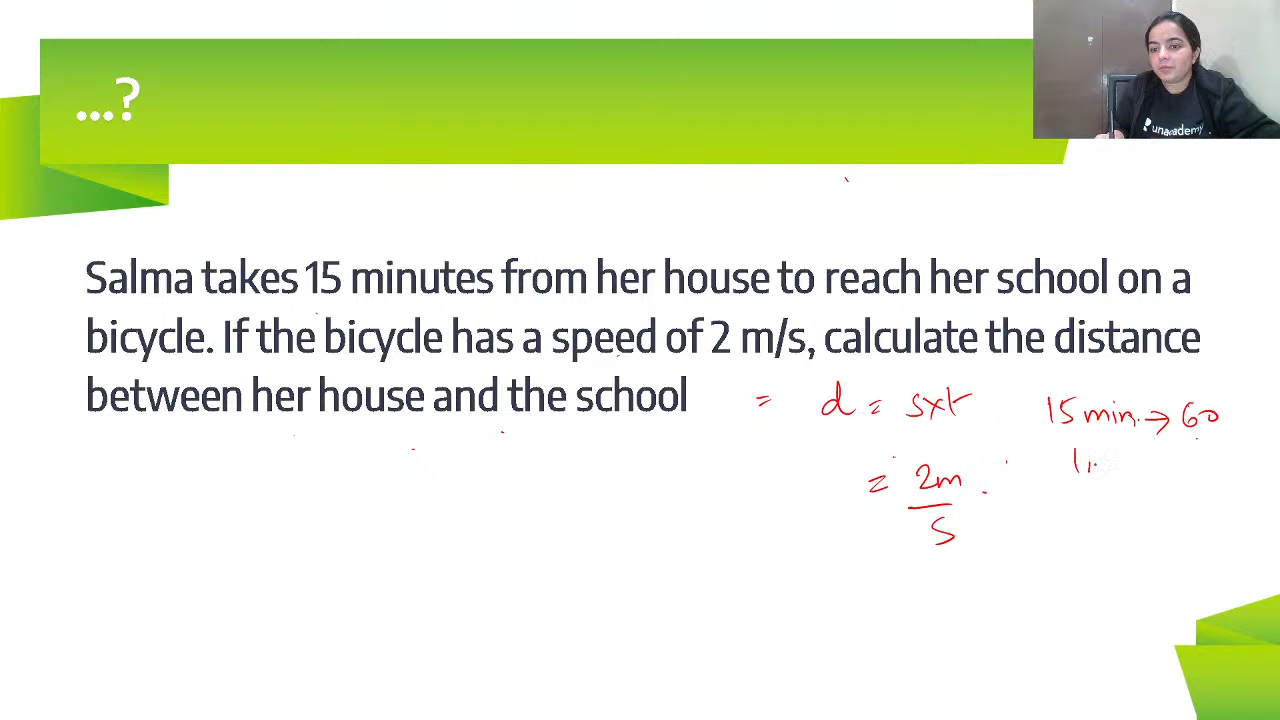 ...?
unacademy
Salma takes 15 minutes from her house to reach her school on a
bicycle. If the bicycle has a speed of 2 m/s, calculate the distance
between her house and the school
= d = s×t
15 min. → 60
= 2m
s